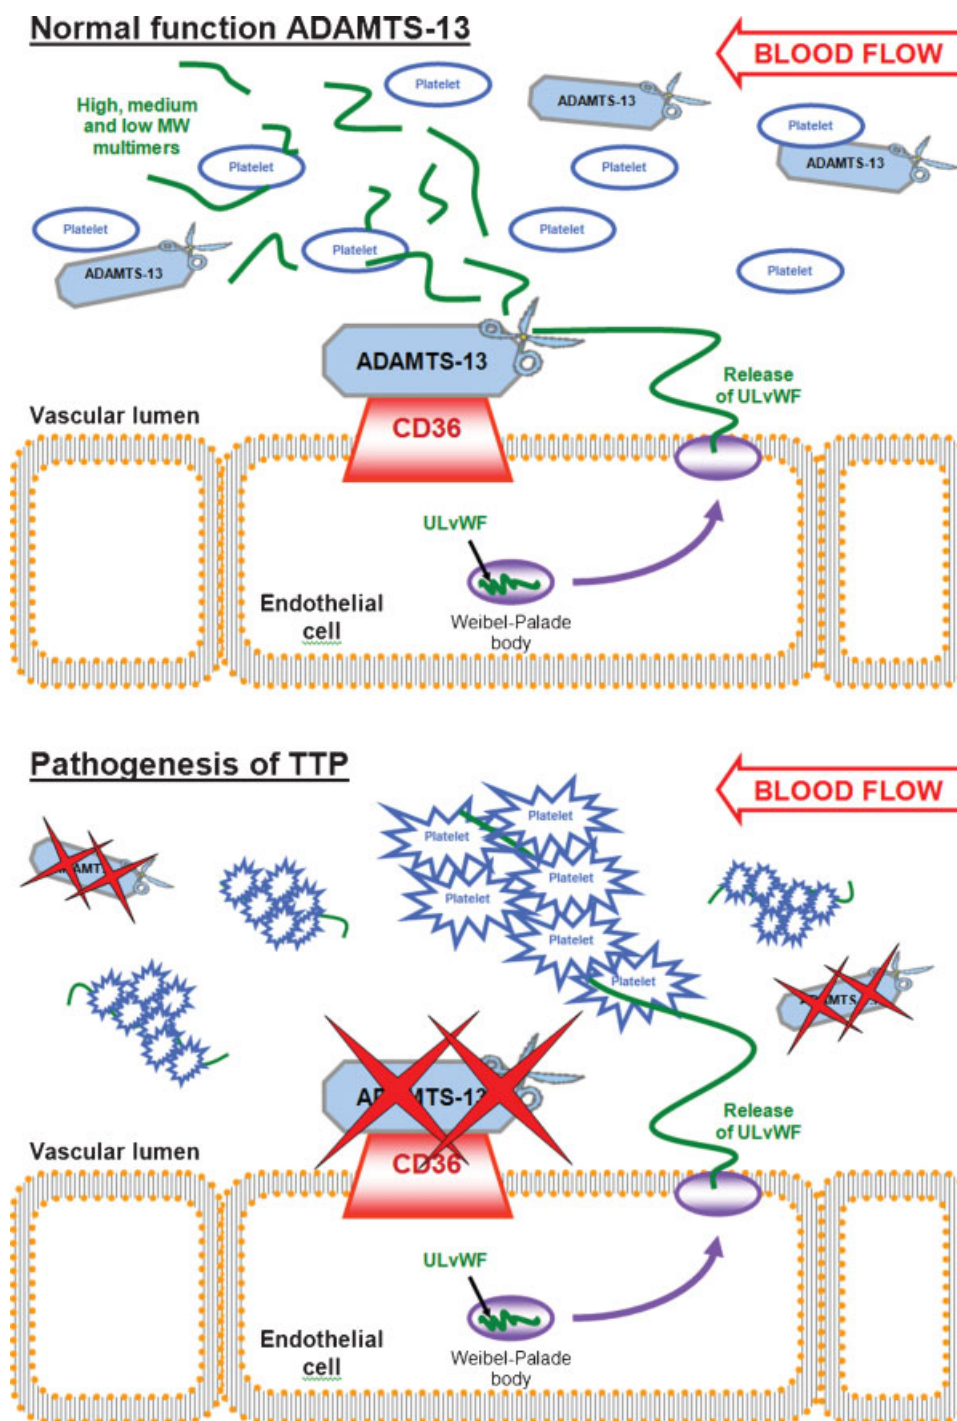 Normal function ADAMTS-13
BLOOD FLOW
High, medium
and low MW
multimers
Platelet
ADAMTS-13
Platelet
ADAMTS-13
Platelet
Platelet
Platelet
ADAMTS-13
Platelet
Platelet
Platelet
ADAMTS-13
CD36
Release
of ULvWF
Vascular lumen
ULvWF
Weibel-Palade
body
Endothelial
cell
Pathogenesis of TTP
BLOOD FLOW
Platelet
Platelet
Platelet
Platelet
Platelet
Platelet
CD36
Release
of ULvWF
Vascular lumen
ULvWF
Weibel-Palade
body
Endothelial
cell